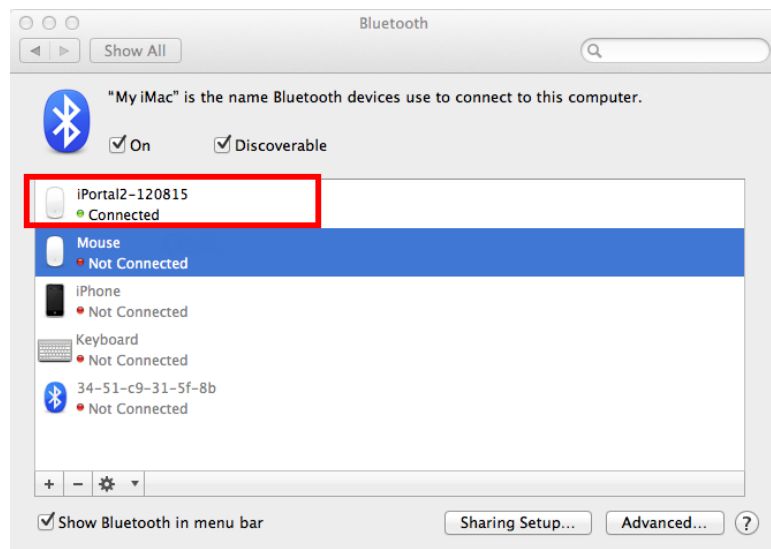 Bluetooth
Show All
“My iMac” is the name Bluetooth devices use to connect to this computer.
On Discoverable
iPortal2-120815
Connected
Mouse
Not Connected
iPhone
Not Connected
Keyboard
Not Connected
34-51-c9-31-5f-8b
Not Connected
Show Bluetooth in menu bar Sharing Setup... Advanced... ?